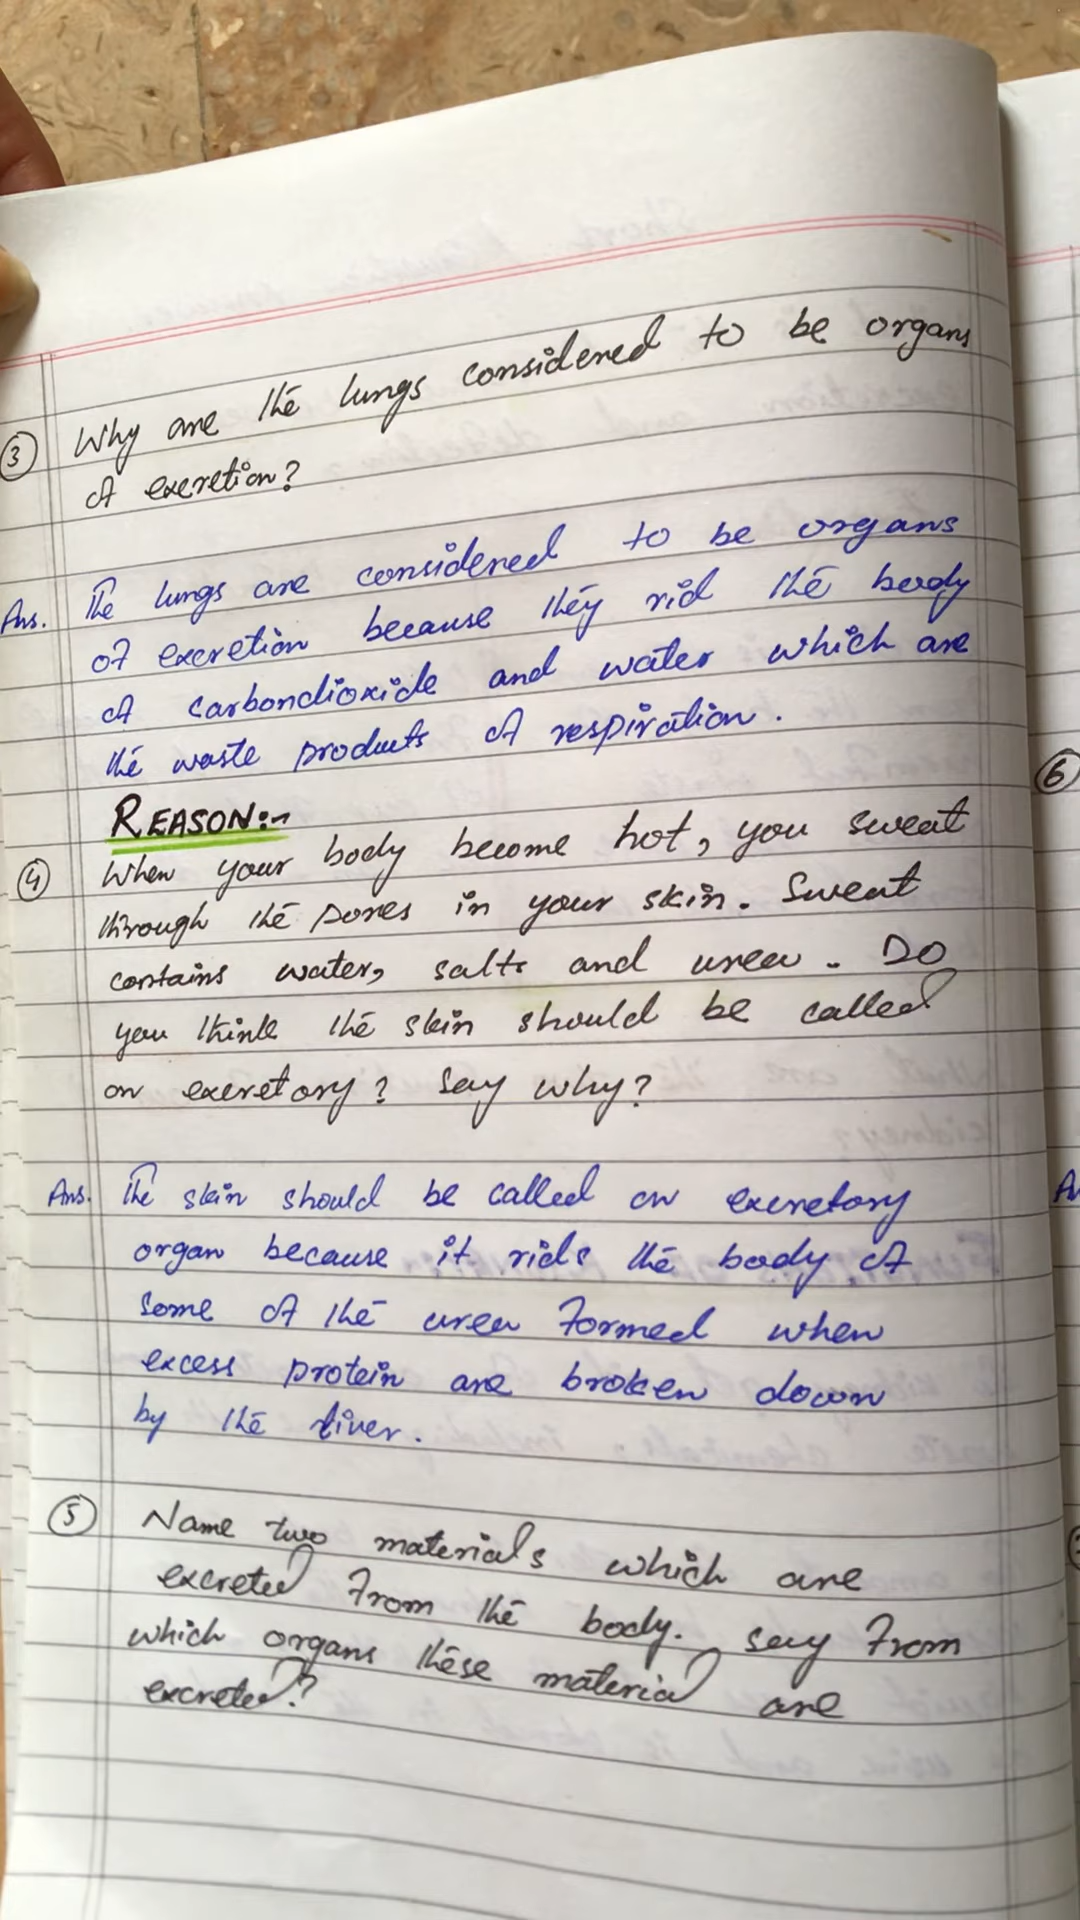 ③ Why are the lungs considered to be organs
of excretion?
Ans. The lungs are considered to be organs
of excretion because they rid the body
of carbondioxide and water which are
the waste products of respiration.
REASON:-
④ When your body become hot, you sweat
through the pores in your skin. Sweat
contains water, salts and urea. Do
you think the skin should be called
an excretory? Say why?
Ans. The skin should be called an excretory
organ because it rids the body of
some of the urea formed when
excess protein are broken down
by the liver.
⑤ Name two materials which are
excreted from the body. say from
which organs these material are
excreted?
⑥